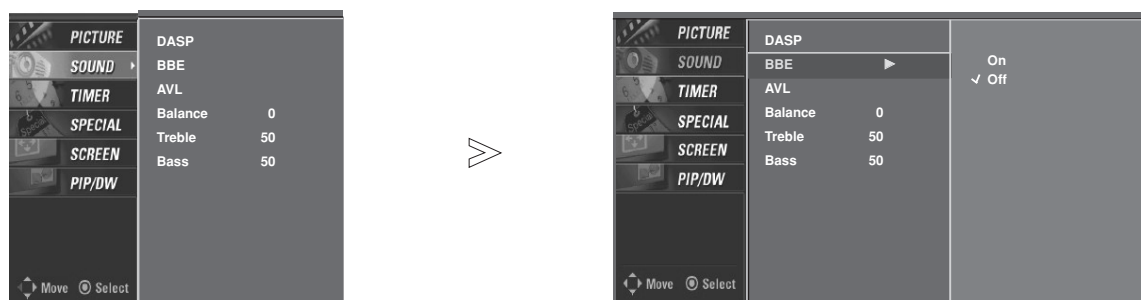 PICTURE
SOUND
TIMER
SPECIAL
SCREEN
PIP/DW
Move Select
DASP
BBE
AVL
Balance 0
Treble 50
Bass 50
PICTURE
SOUND
TIMER
SPECIAL
SCREEN
PIP/DW
Move Select
DASP
BBE
AVL
Balance 0
Treble 50
Bass 50
On
Off